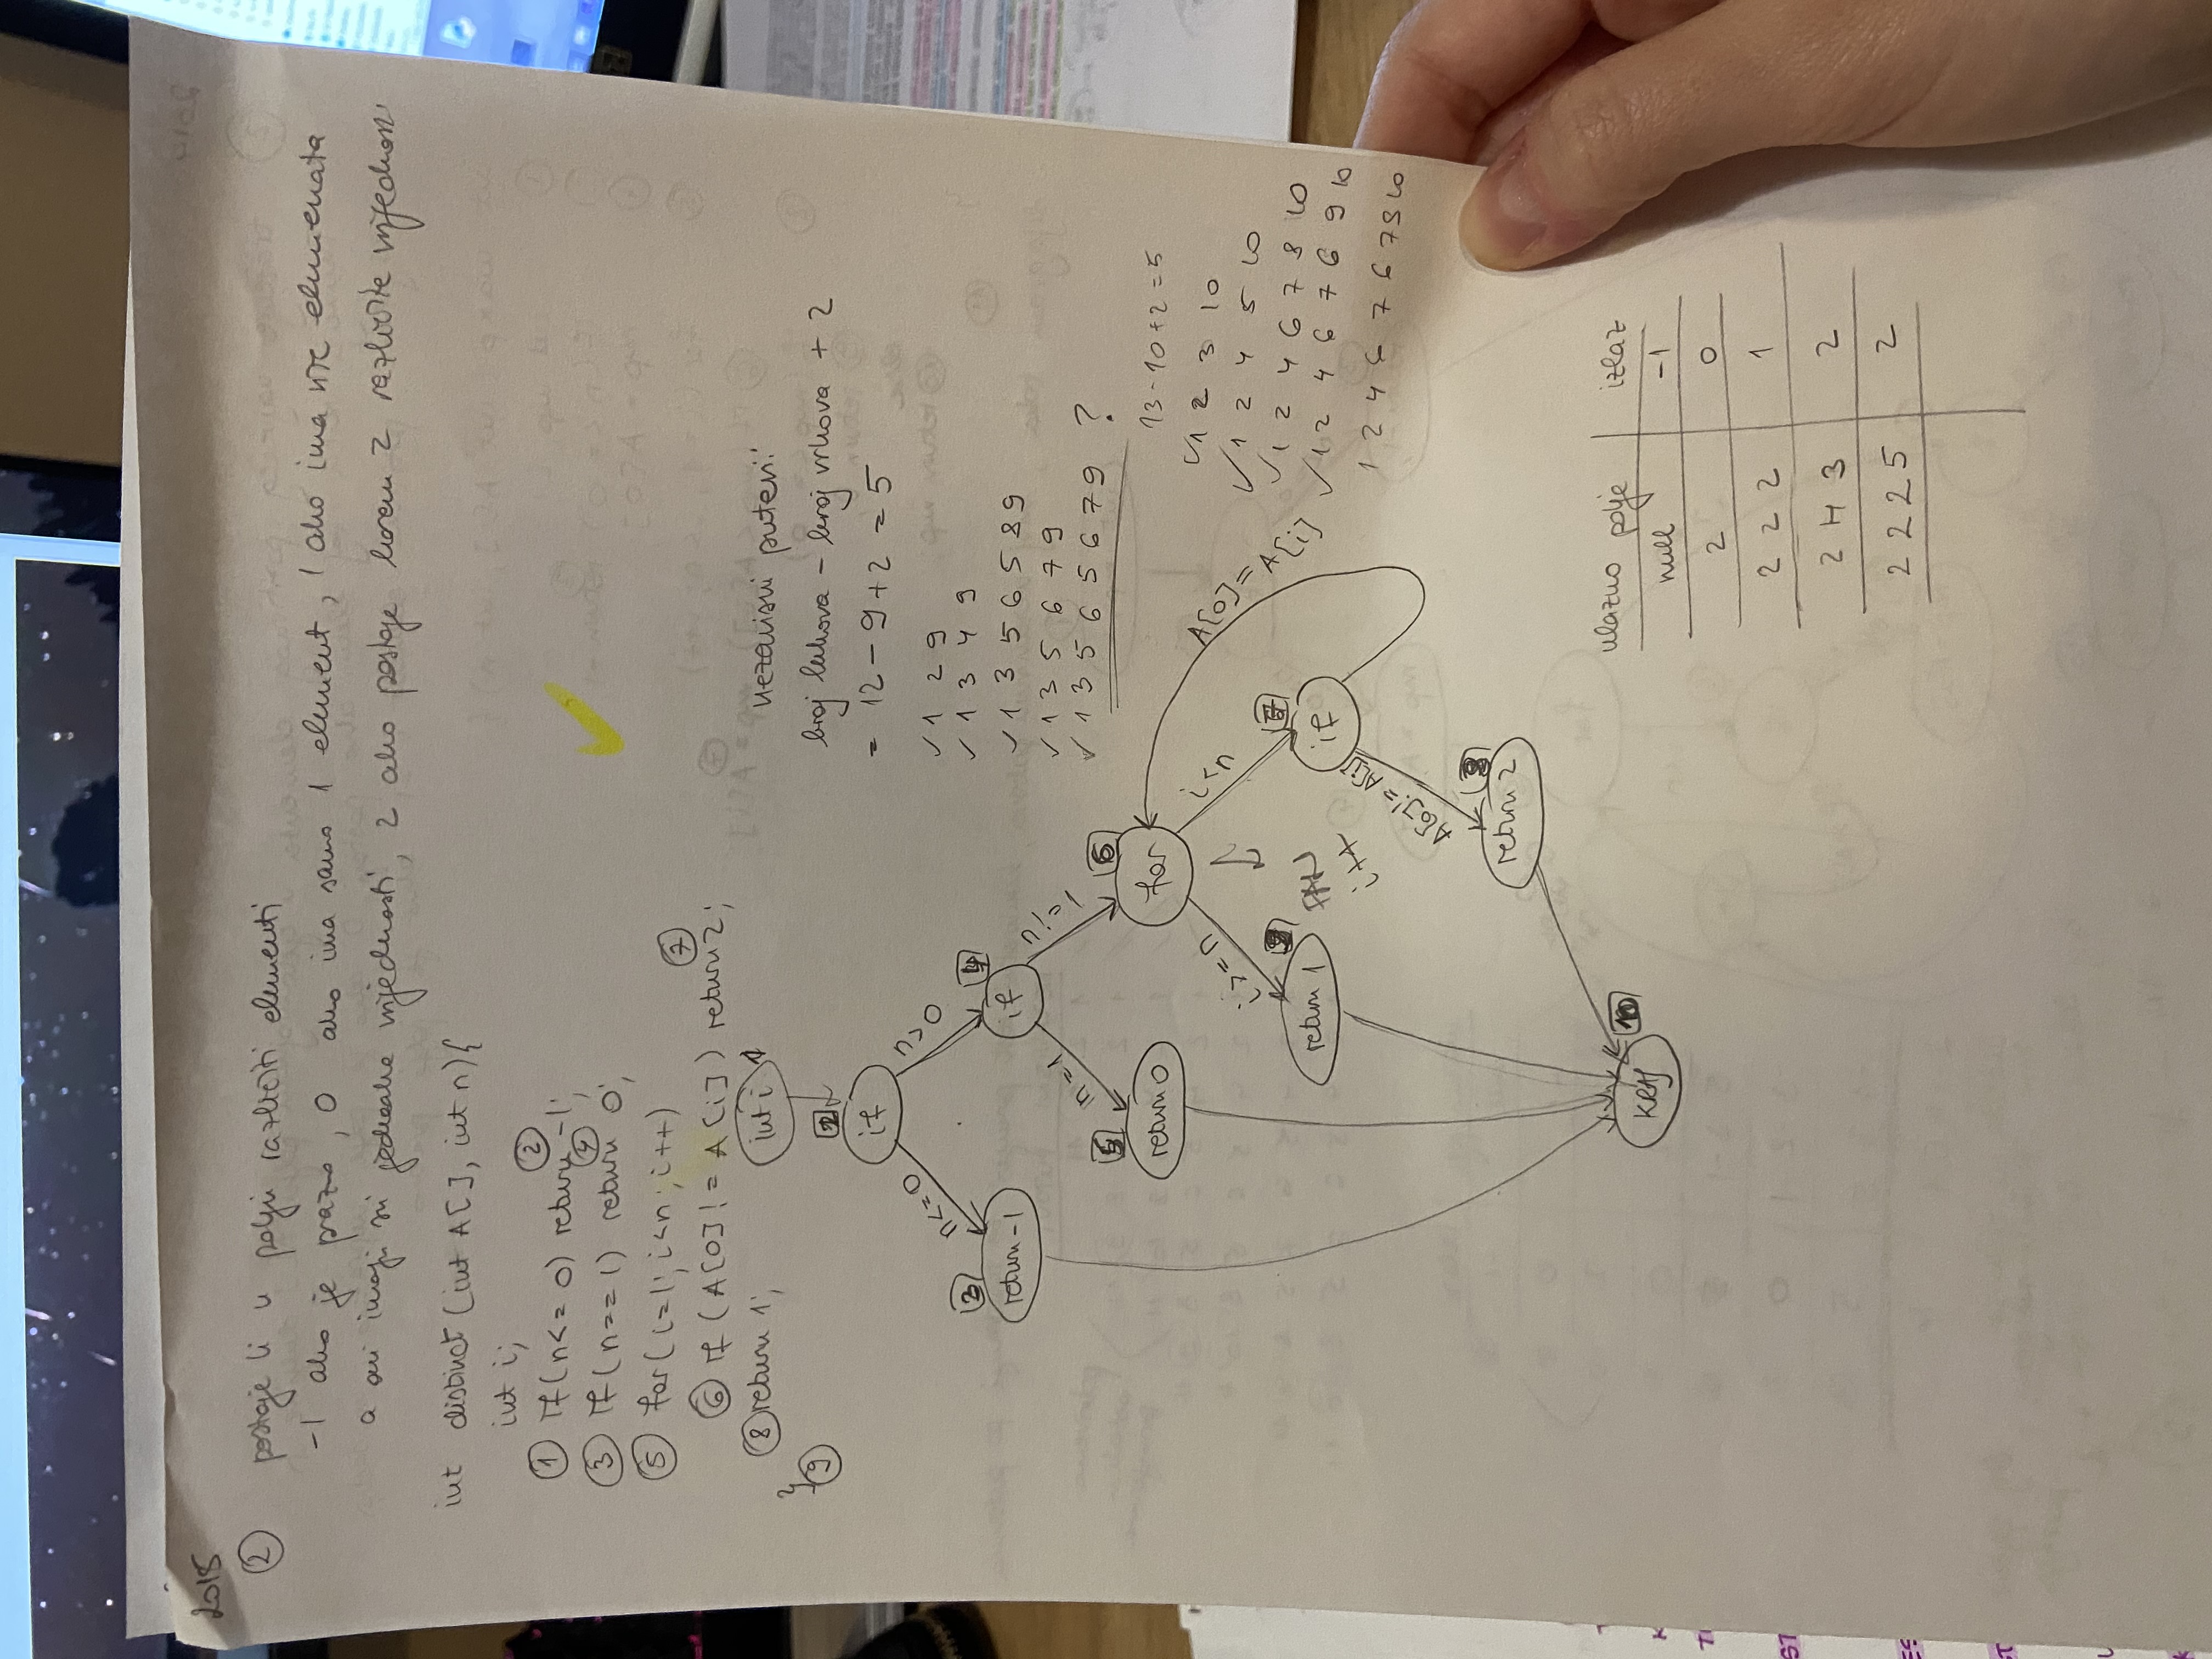 2015
② postoje li u polju različiti elementi
-1 ako je prazno, 0 ako ima samo 1 element, 1 ako ima više elemenata
a oni imaju svi jednake vrijednosti, 2 ako postoje barem 2 različite vrijednosti
int distinct (int A[], int n){
int i;
②
① If(n<=0) return -1;
④
③ If(n==1) return 0;
⑤ for(i=1; i<n; i++)
⑦
⑥ If (A[0] != A[i]) return 2;
⑧ return 1;
}
⑨
int i 1
2
if
n<=0
n>0
3
return -1
4
if
n=1
n!=1
5
return 0
6
for
i>=n
i<n
A[0]=A[i]
return 1
i++
7
if
A[0]!=A[i]
return 2
KRAJ
10
nezavisni putevi:
broj lukova - broj vrhova + 2
= 12 - 9 + 2 = 5
✓ 1 2 9
✓ 1 3 4 9
✓ 1 3 5 6 5 8 9
✓ 1 3 5 6 7 9
✓ 1 3 5 6 5 6 7 9 ?
13-10+2=5
✓ 1 2 3 10
✓ 1 2 4 5 10
✓ 1 2 4 6 7 8 10
✓ 1 2 4 6 7 6 9 10
1 2 4 6 7 6 7 8 10
ulazno polje | izlaz
null | -1
2 | 0
2 2 2 | 1
2 4 3 | 2
2 2 2 5 | 2